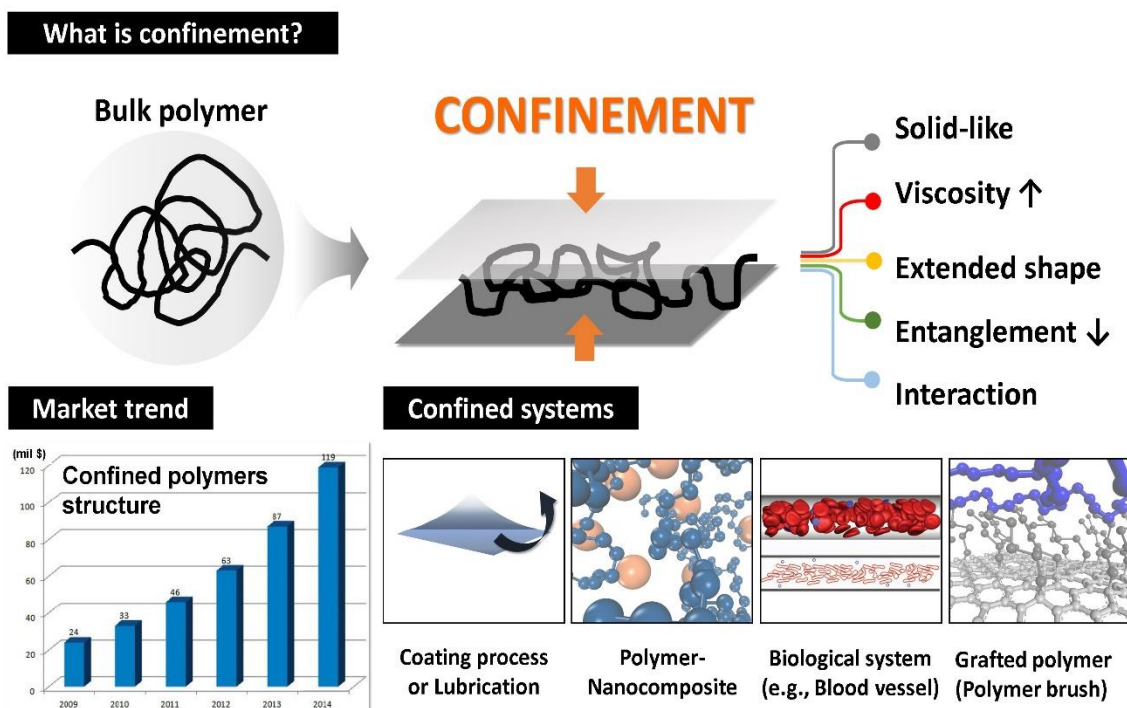 What is confinement?
Bulk polymer
CONFINEMENT
Solid-like
Viscosity ↑
Extended shape
Entanglement ↓
Interaction
Market trend
(mil $)
Confined polymers
structure
120
100
80
60
40
20
0
24
33
46
63
87
119
2009
2010
2011
2012
2013
2014
Confined systems
Coating process
or Lubrication
Polymer-
Nanocomposite
Biological system
(e.g., Blood vessel)
Grafted polymer
(Polymer brush)